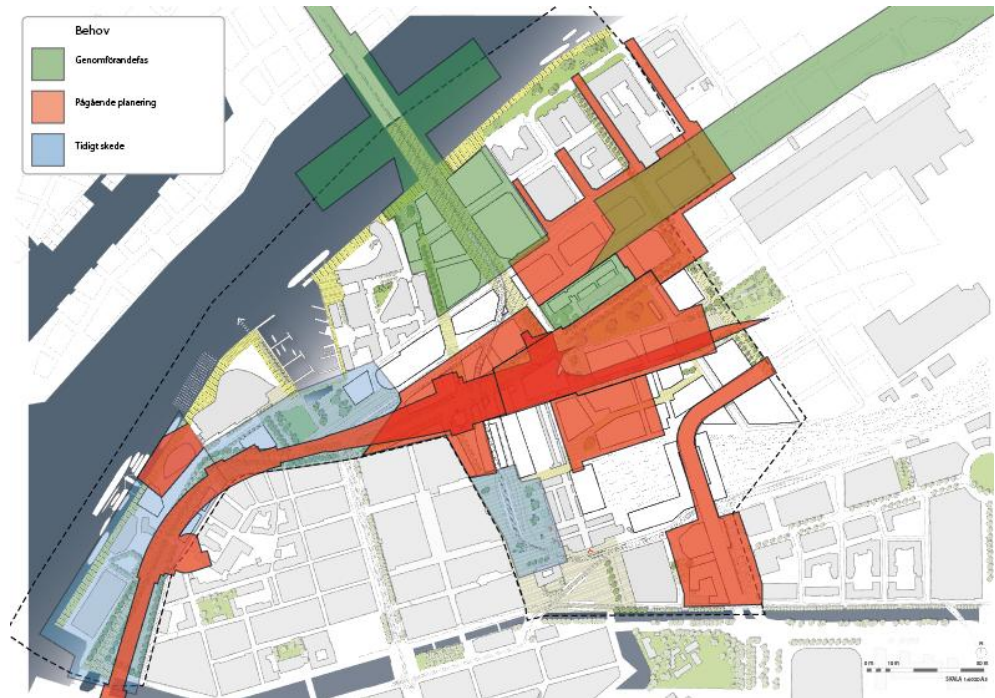 Behov
Genomförandefas
Pågående planering
Tidigt skede